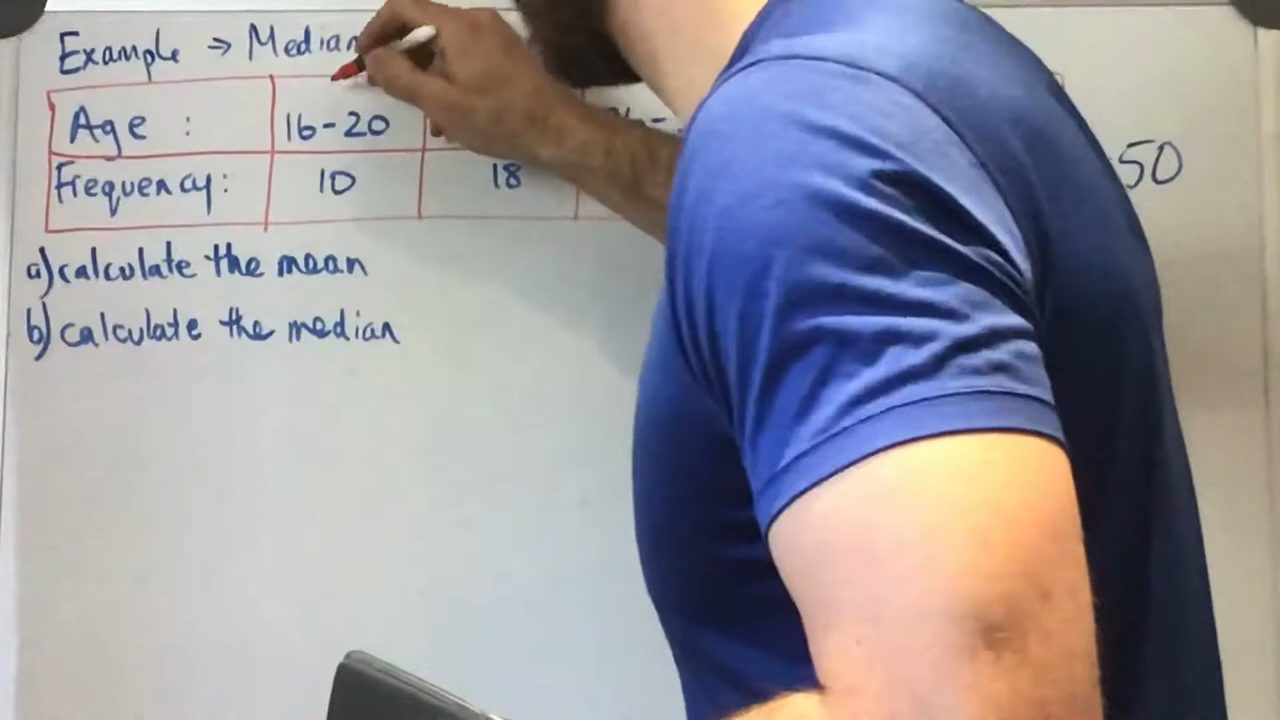 Example → Median
Age : 16-20
Frequency: 10 18 50
a) calculate the mean
b) calculate the median